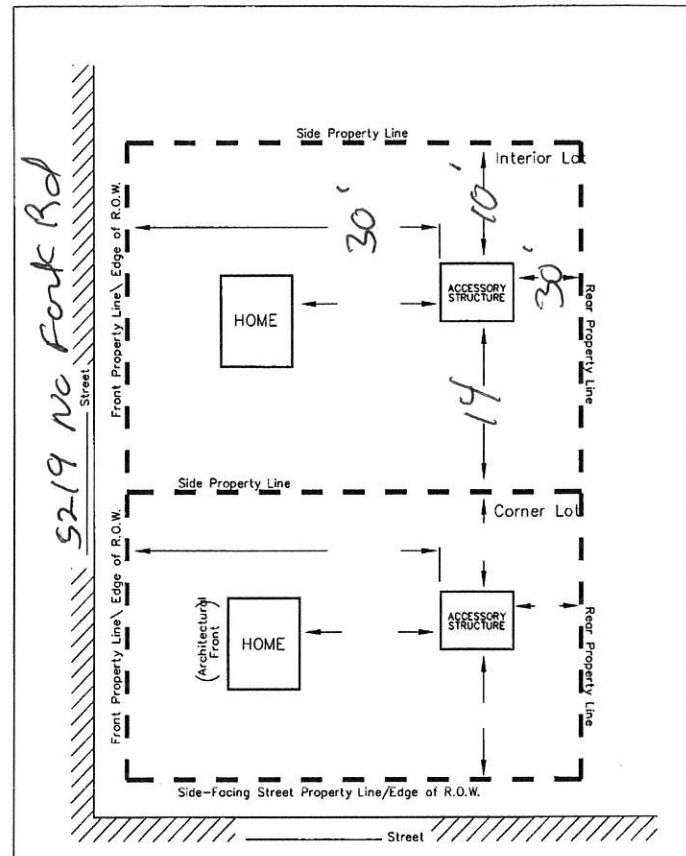 5219 No Fork Rd
Street
Side Property Line
Interior Lot
Front Property Line\ Edge of R.O.W.
30'
10'
HOME
ACCESSORY
STRUCTURE
30'
Rear Property Line
14
Side Property Line
Corner Lot
Front Property Line\ Edge of R.O.W.
(Architectural
Front)
HOME
ACCESSORY
STRUCTURE
Rear Property Line
Side-Facing Street Property Line/Edge of R.O.W.
Street